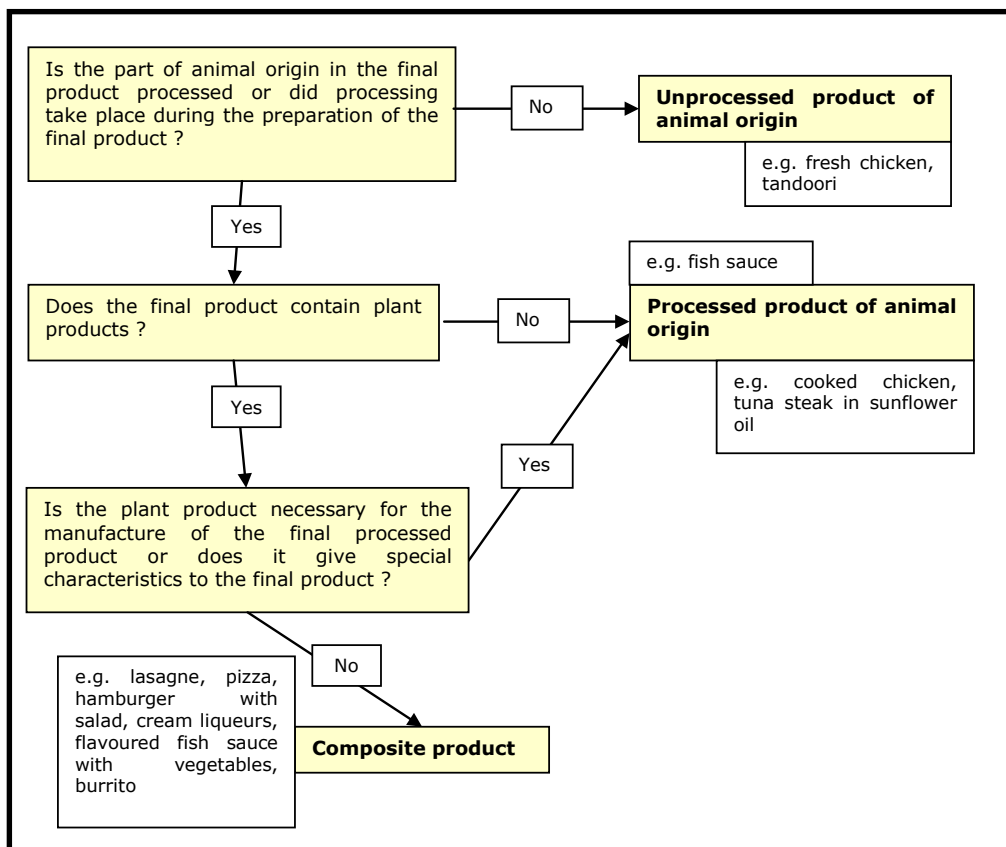 Is the part of animal origin in the final
product processed or did processing
take place during the preparation of the
final product ?
No
Unprocessed product of
animal origin
e.g. fresh chicken,
tandoori
Yes
e.g. fish sauce
Does the final product contain plant
products ?
No
Processed product of animal
origin
e.g. cooked chicken,
tuna steak in sunflower
oil
Yes
Yes
Is the plant product necessary for the
manufacture of the final processed
product or does it give special
characteristics to the final product ?
No
e.g. lasagne, pizza,
hamburger with
salad, cream liqueurs,
flavoured fish sauce
with vegetables,
burrito
Composite product